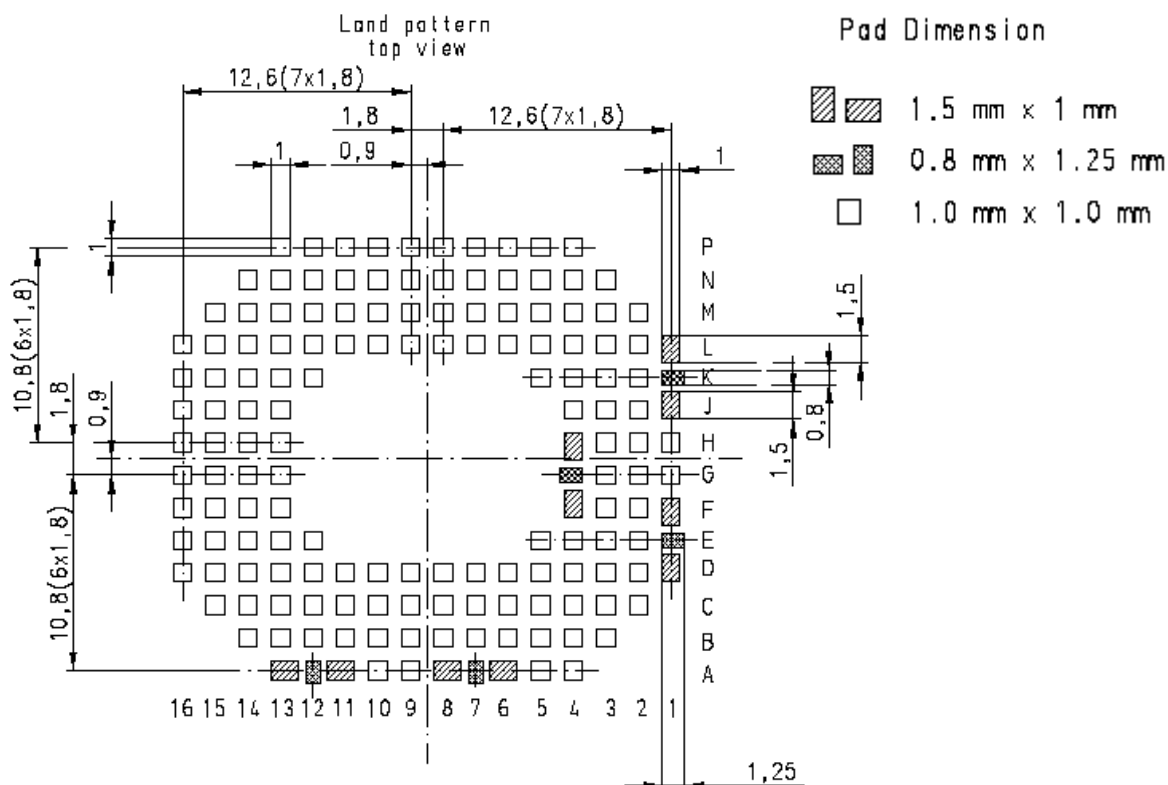 Land pattern
top view
Pad Dimension
12,6(7x1,8)
1,8
12,6(7x1,8)
1.5 mm x 1 mm
1
0,9
1
0.8 mm x 1.25 mm
1.0 mm x 1.0 mm
1
P
N
M
L
K
J
H
G
F
E
D
C
B
A
10,8(6x1,8)
1,8
0,9
10,8(6x1,8)
1,5
0,8
1,5
16 15 14 13 12 11 10 9 8 7 6 5 4 3 2 1
1,25